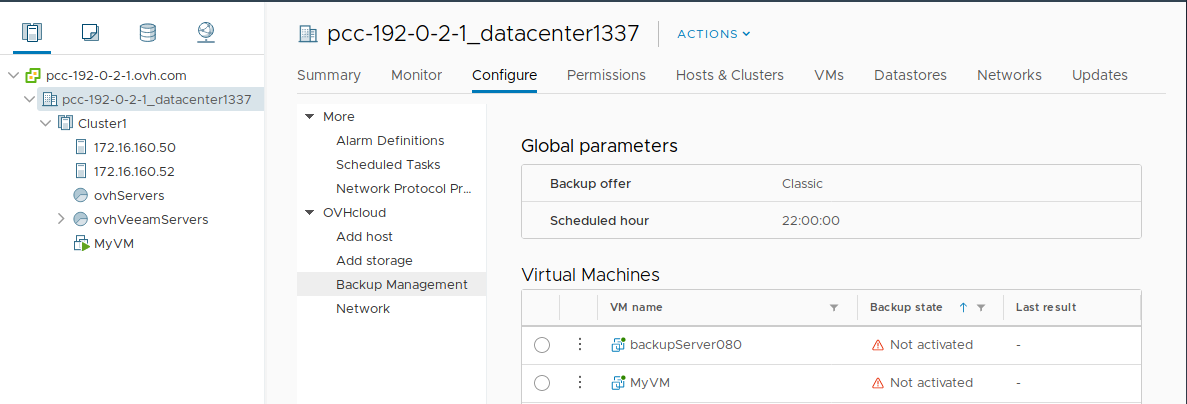 pcc-192-0-2-1.ovh.com
pcc-192-0-2-1_datacenter1337
Cluster1
172.16.160.50
172.16.160.52
ovhServers
ovhVeeamServers
MyVM
pcc-192-0-2-1_datacenter1337 ACTIONS
Summary Monitor Configure Permissions Hosts & Clusters VMs Datastores Networks Updates
More
Alarm Definitions
Scheduled Tasks
Network Protocol Pr...
OVHcloud
Add host
Add storage
Backup Management
Network
Global parameters
Backup offer Classic
Scheduled hour 22:00:00
Virtual Machines
VM name Backup state Last result
backupServer080 Not activated -
MyVM Not activated -